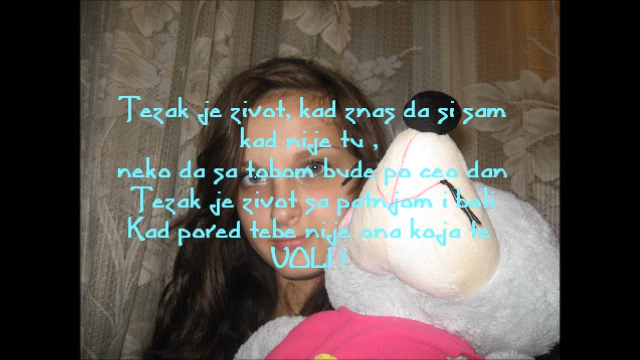 Tezak je zivot, kad znas da si sam
kad nije tu ,
neko da sa tobom bude po ceo dan
Tezak je zivot sa patnjom i boli
Kad pored tebe nije ona koja te
VOLI !